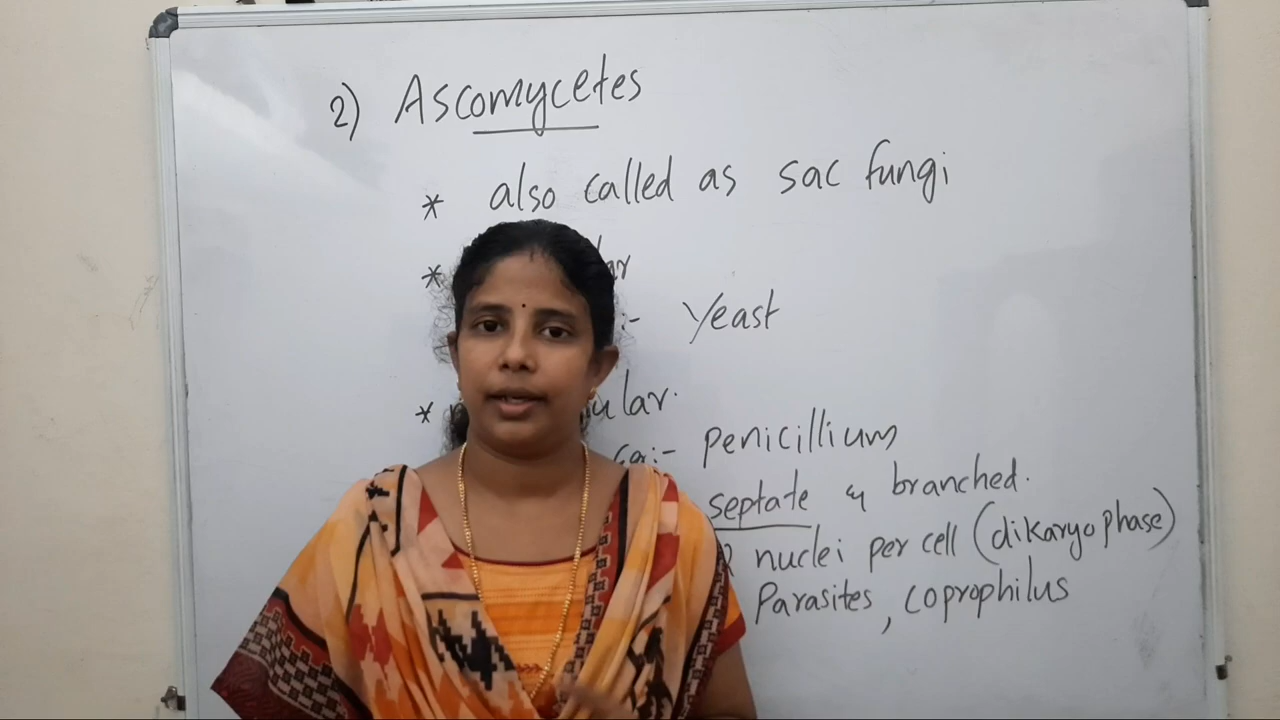 2) Ascomycetes
* also called as sac fungi
*
:- Yeast
*
:- penicillium
septate & branched.
nuclei per cell (dikaryophase)
Parasites, coprophilus